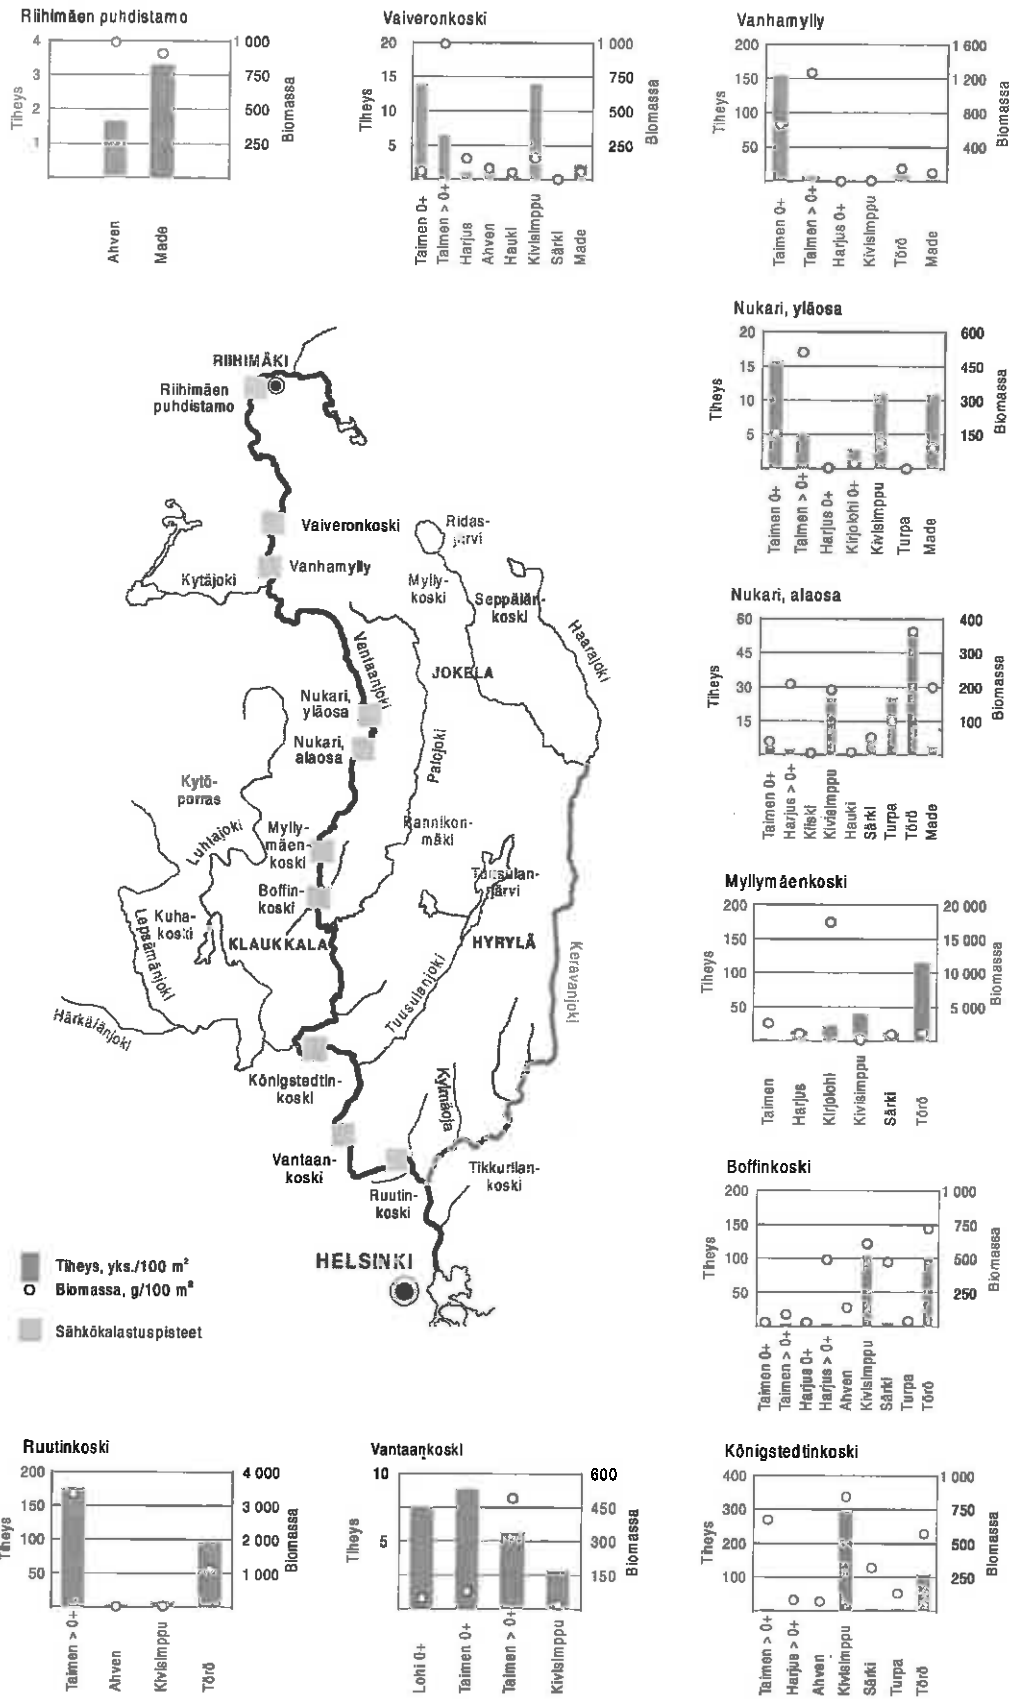 Riihimäen puhdistamo
Tiheys
4
3
2
1
1 000
750
500
250
Biomassa
Ahven
Made
Vaiveronkoski
Tiheys
20
15
10
5
1 000
750
500
250
Biomassa
Taimen 0+
Taimen > 0+
Harjus
Ahven
Hauki
Kivisimppu
Särki
Made
Vanhamylly
Tiheys
200
150
100
50
1 600
1 200
800
400
Biomassa
Taimen 0+
Taimen > 0+
Harjus 0+
Kivisimppu
Törö
Made
Nukari, yläosa
Tiheys
20
15
10
5
600
450
300
150
Biomassa
Taimen 0+
Taimen > 0+
Harjus 0+
Kirjolohi 0+
Kivisimppu
Turpa
Made
Nukari, alaosa
Tiheys
60
45
30
15
400
300
200
100
Biomassa
Taimen 0+
Harjus > 0+
Kiiski
Kivisimppu
Hauki
Särki
Turpa
Törö
Made
Myllymäenkoski
Tiheys
200
150
100
50
20 000
15 000
10 000
5 000
Biomassa
Taimen
Harjus
Kirjolohi
Kivisimppu
Särki
Törö
Boffinkoski
Tiheys
200
150
100
50
1 000
750
500
250
Biomassa
Taimen 0+
Taimen > 0+
Harjus 0+
Harjus > 0+
Ahven
Kivisimppu
Särki
Turpa
Törö
RIIHIMÄKI
Riihimäen
puhdistamo
Vaiveronkoski
Vanhamylly
Kytäjoki
Ridas-
järvi
Mylly-
koski
Seppälän-
koski
Haarajoki
Vantaanjoki
JOKELA
Nukari,
yläosa
Nukari,
alaosa
Palojoki
Kytö-
porras
Luhtajoki
Mylly-
mäen-
koski
Rannikon-
mäki
Boffin-
koski
Tuusulan-
järvi
Kuha-
koski
Lepsämänjoki
KLAUKKALA
HYRYLÄ
Keravanjoki
Tuusulanjoki
Härkälänjoki
Königstedtin-
koski
Kylmäoja
Vantaan-
koski
Ruutin-
koski
Tikkurilan-
koski
HELSINKI
Tiheys, yks./100 m²
Biomassa, g/100 m²
Sähkökalastuspisteet
Ruutinkoski
Tiheys
200
150
100
50
4 000
3 000
2 000
1 000
Biomassa
Taimen > 0+
Ahven
Kivisimppu
Törö
Vantaankoski
Tiheys
10
5
600
450
300
150
Biomassa
Lohi 0+
Taimen 0+
Taimen > 0+
Kivisimppu
Königstedtinkoski
Tiheys
400
300
200
100
1 000
750
500
250
Biomassa
Taimen > 0+
Harjus > 0+
Ahven
Kivisimppu
Särki
Turpa
Törö